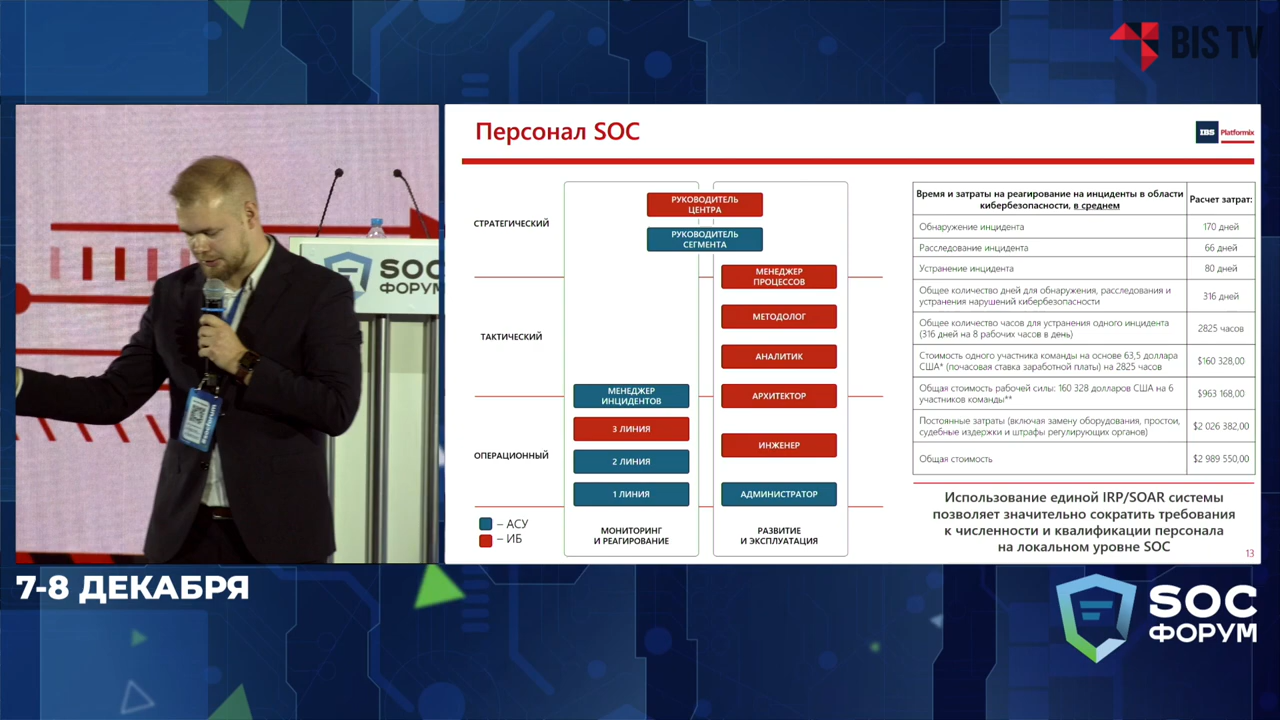 BIS TV
Персонал SOC
IBS Platformix
СТРАТЕГИЧЕСКИЙ
ТАКТИЧЕСКИЙ
ОПЕРАЦИОННЫЙ
РУКОВОДИТЕЛЬ
ЦЕНТРА
РУКОВОДИТЕЛЬ
СЕГМЕНТА
МЕНЕДЖЕР
ПРОЦЕССОВ
МЕТОДОЛОГ
АНАЛИТИК
МЕНЕДЖЕР
ИНЦИДЕНТОВ
АРХИТЕКТОР
3 ЛИНИЯ
ИНЖЕНЕР
2 ЛИНИЯ
1 ЛИНИЯ
АДМИНИСТРАТОР
– АСУ
– ИБ
МОНИТОРИНГ
И РЕАГИРОВАНИЕ
РАЗВИТИЕ
И ЭКСПЛУАТАЦИЯ
Время и затраты на реагирование на инциденты в области
кибербезопасности, в среднем
Расчет затрат:
Обнаружение инцидента
170 дней
Расследование инцидента
66 дней
Устранение инцидента
80 дней
Общее количество дней для обнаружения, расследования и
устранения нарушений кибербезопасности
316 дней
Общее количество часов для устранения одного инцидента
(316 дней на 8 рабочих часов в день)
2825 часов
Стоимость одного участника команды на основе 63,5 доллара
США* (почасовая ставка заработной платы) на 2825 часов
$160 328,00
Общая стоимость рабочей силы: 160 328 долларов США на 6
участников команды**
$963 168,00
Постоянные затраты (включая замену оборудования, простои,
судебные издержки и штрафы регулирующих органов)
$2 026 382,00
Общая стоимость
$2 989 550,00
Использование единой IRP/SOAR системы
позволяет значительно сократить требования
к численности и квалификации персонала
на локальном уровне SOC
13
SOC
ФОРУМ
7-8 ДЕКАБРЯ
SOC
ФОРУМ